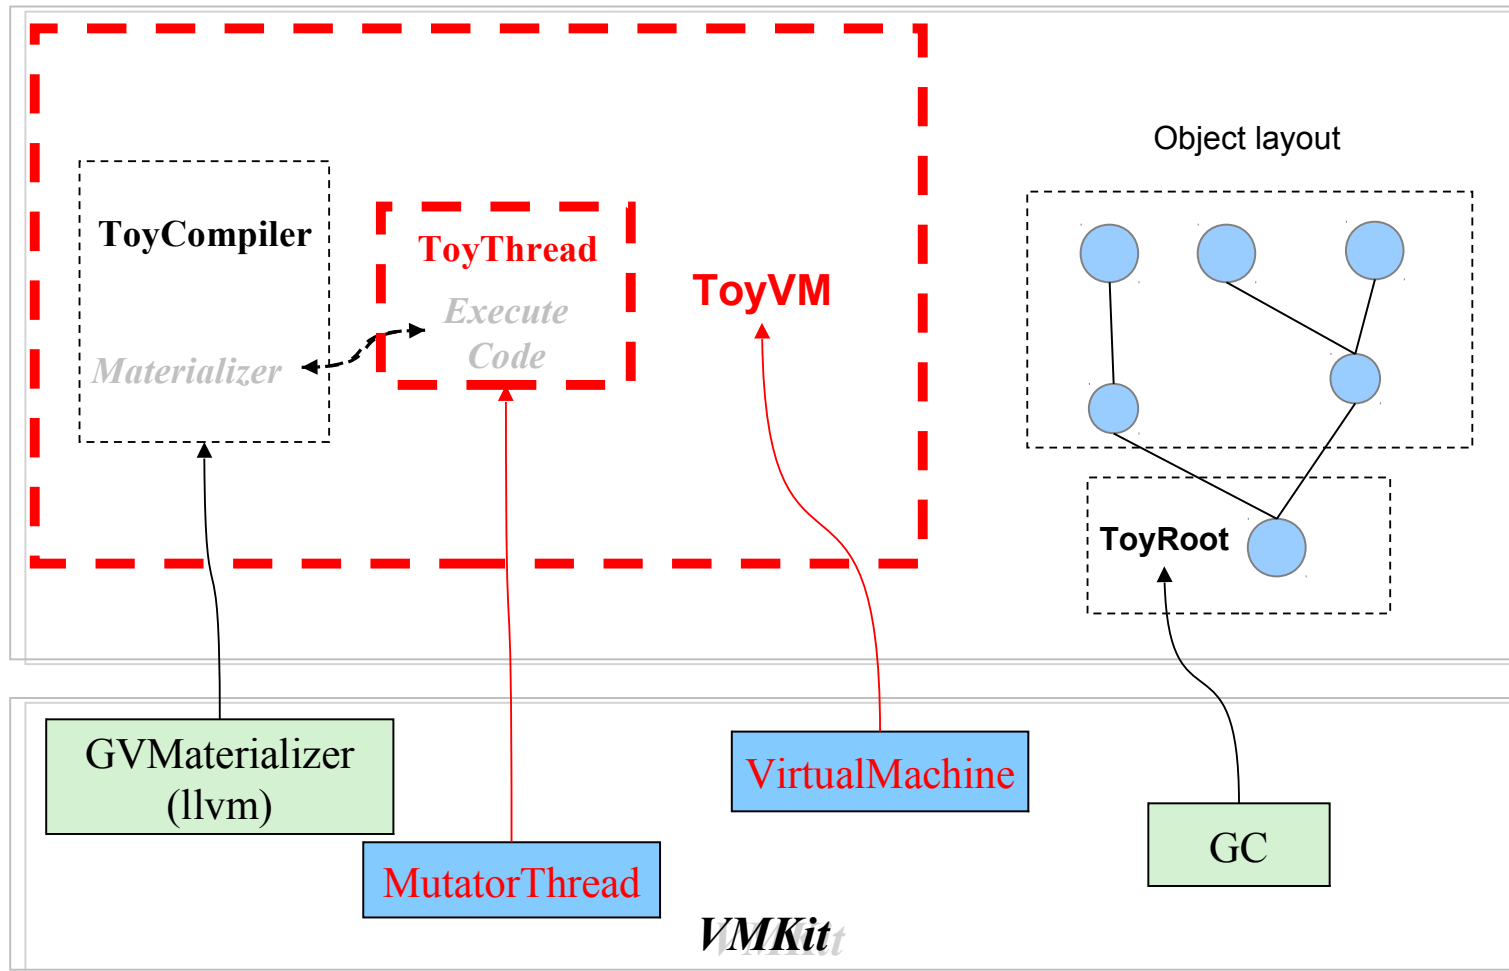 Object layout
ToyCompiler
ToyThread
Execute
Code
Materializer
ToyVM
ToyRoot
GVMaterializer
(llvm)
MutatorThread
VirtualMachine
GC
VMKit